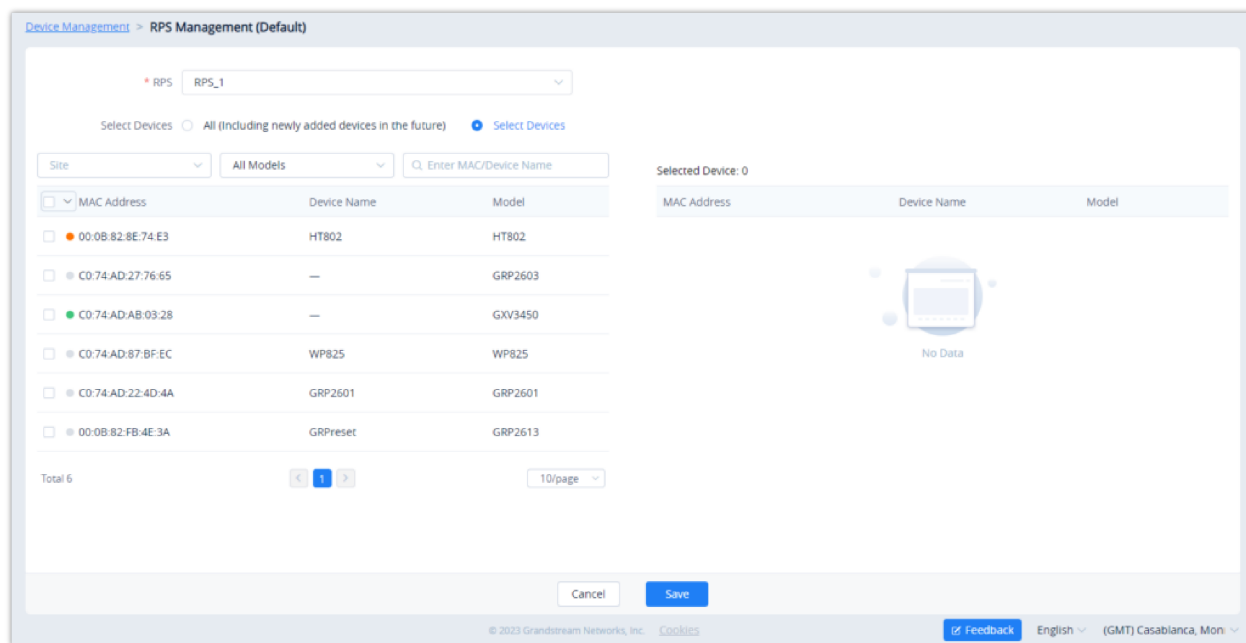 Device Management > RPS Management (Default)
* RPS RPS_1
Select Devices All (Including newly added devices in the future) Select Devices
Site All Models Enter MAC/Device Name
Selected Device: 0
MAC Address Device Name Model
MAC Address Device Name Model
00:0B:82:8E:74:E3 HT802 HT802
C0:74:AD:27:76:65 — GRP2603
C0:74:AD:AB:03:28 — GXV3450
C0:74:AD:87:BF:EC WP825 WP825
C0:74:AD:22:4D:4A GRP2601 GRP2601
00:0B:82:FB:4E:3A GRPreset GRP2613
No Data
Total 6 < 1 > 10/page
Cancel Save
© 2023 Grandstream Networks, Inc. Cookies Feedback English (GMT) Casablanca, Mon